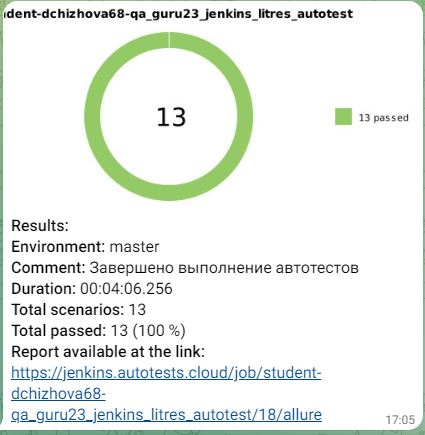 dent-dchizhova68-qa_guru23_jenkins_litres_autotest
13
13 passed
Results:
Environment: master
Comment: Завершено выполнение автотестов
Duration: 00:04:06.256
Total scenarios: 13
Total passed: 13 (100 %)
Report available at the link:
https://jenkins.autotests.cloud/job/student-
dchizhova68-
qa_guru23_jenkins_litres_autotest/18/allure
17:05